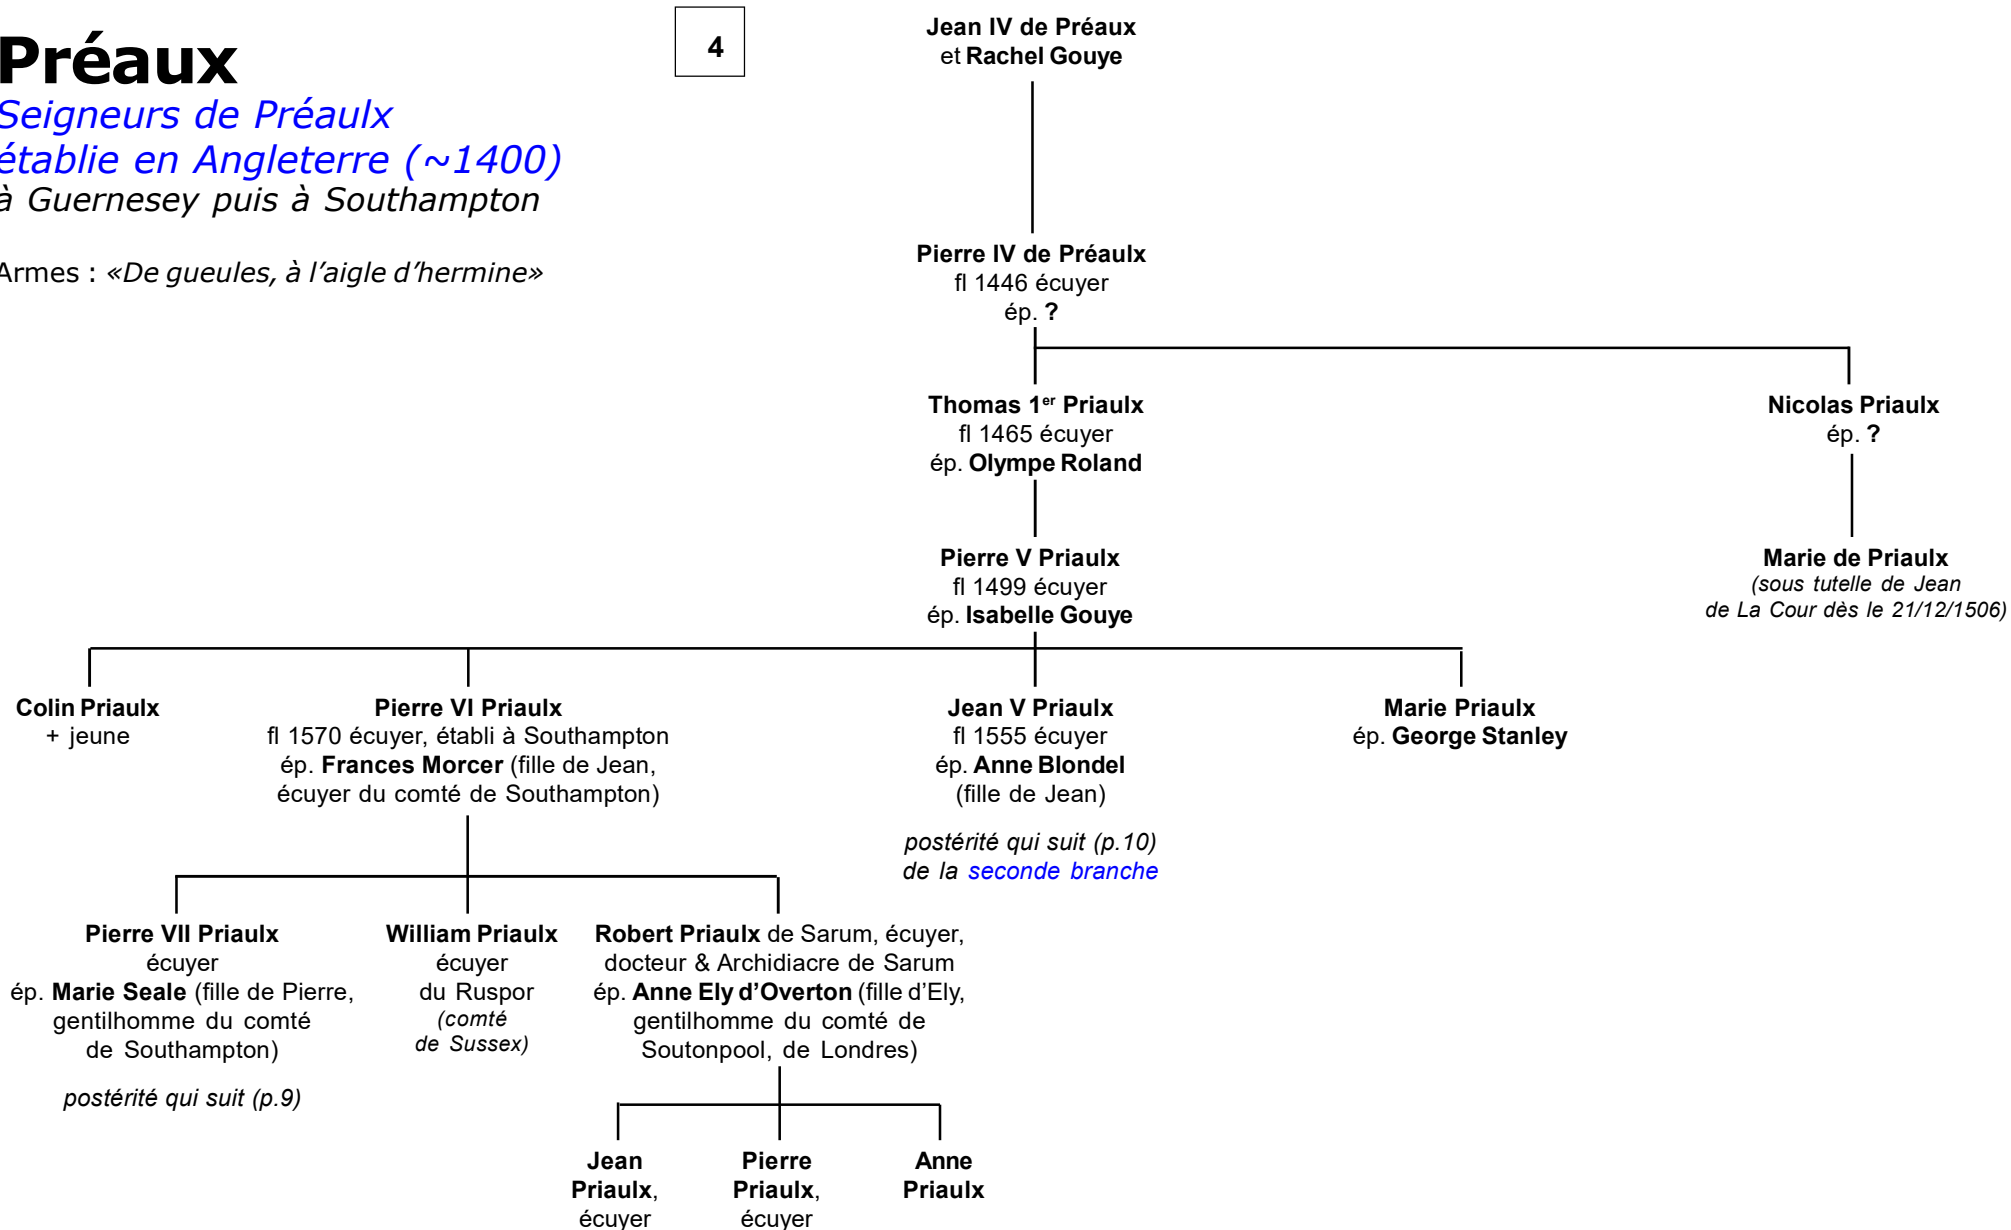 Préaux
Seigneurs de Préaulx
établie en Angleterre (~1400)
à Guernesey puis à Southampton
Armes : «De gueules, à l’aigle d’hermine»
4
Jean IV de Préaux
et Rachel Gouye
Pierre IV de Préaulx
fl 1446 écuyer
ép. ?
Thomas 1er Priaulx
fl 1465 écuyer
ép. Olympe Roland
Nicolas Priaulx
ép. ?
Pierre V Priaulx
fl 1499 écuyer
ép. Isabelle Gouye
Marie de Priaulx
(sous tutelle de Jean
de La Cour dès le 21/12/1506)
Colin Priaulx
+ jeune
Pierre VI Priaulx
fl 1570 écuyer, établi à Southampton
ép. Frances Morcer (fille de Jean,
écuyer du comté de Southampton)
Jean V Priaulx
fl 1555 écuyer
ép. Anne Blondel
(fille de Jean)
postérité qui suit (p.10)
de la seconde branche
Marie Priaulx
ép. George Stanley
Pierre VII Priaulx
écuyer
ép. Marie Seale (fille de Pierre,
gentilhomme du comté
de Southampton)
postérité qui suit (p.9)
William Priaulx
écuyer
du Ruspor
(comté
de Sussex)
Robert Priaulx de Sarum, écuyer,
docteur & Archidiacre de Sarum
ép. Anne Ely d’Overton (fille d’Ely,
gentilhomme du comté de
Soutonpool, de Londres)
Jean
Priaulx,
écuyer
Pierre
Priaulx,
écuyer
Anne
Priaulx